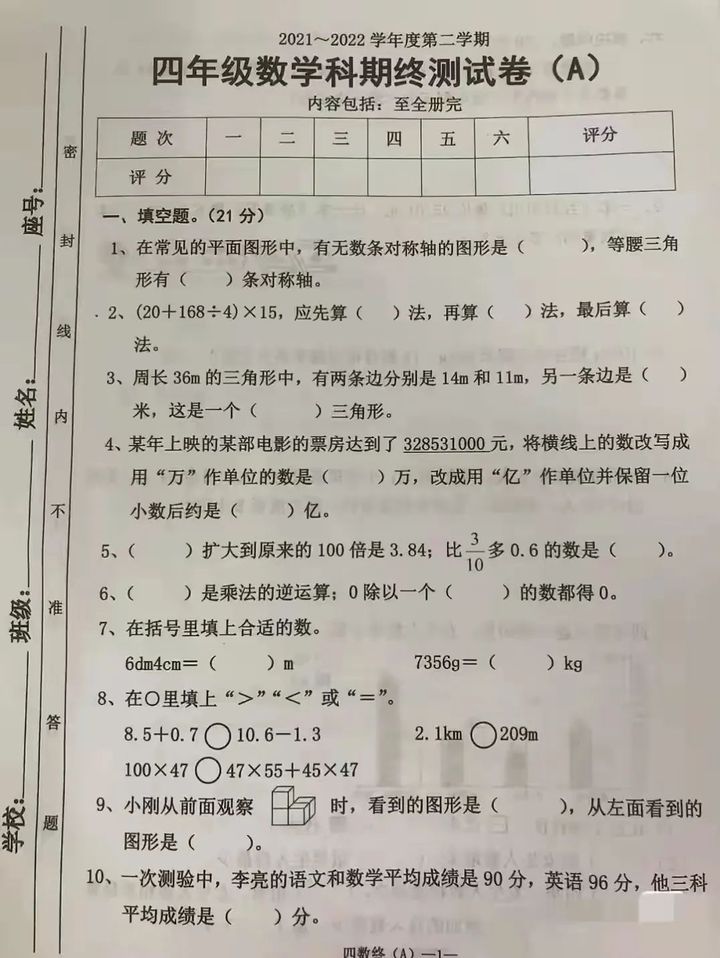 2021～2022 学年度第二学期
四年级数学科期终测试卷（A）
内容包括：至全册完
题 次 一 二 三 四 五 六 评分
评 分
一、填空题。（21 分）
1、在常见的平面图形中，有无数条对称轴的图形是（ ），等腰三角
形有（ ）条对称轴。
2、(20＋168÷4)×15，应先算（ ）法，再算（ ）法，最后算（ ）
法。
3、周长 36m 的三角形中，有两条边分别是 14m 和 11m，另一条边是（ ）
米，这是一个（ ）三角形。
4、某年上映的某部电影的票房达到了 328531000 元，将横线上的数改写成
用“万”作单位的数是（ ）万，改成用“亿”作单位并保留一位
小数后约是（ ）亿。
5、（ ）扩大到原来的 100 倍是 3.84；比 3/10 多 0.6 的数是（ ）。
6、（ ）是乘法的逆运算；0 除以一个（ ）的数都得 0。
7、在括号里填上合适的数。
6dm4cm＝（ ）m 7356g＝（ ）kg
8、在○里填上“＞”“＜”或“＝”。
8.5＋0.7 ○ 10.6－1.3 2.1km ○ 209m
100×47 ○ 47×55＋45×47
9、小刚从前面观察 时，看到的图形是（ ），从左面看到的
图形是（ ）。
10、一次测验中，李亮的语文和数学平均成绩是 90 分，英语 96 分，他三科
平均成绩是（ ）分。
四数终（A）—1—
学校： 班级： 姓名： 座号：
密 封 线 内 不 准 答 题